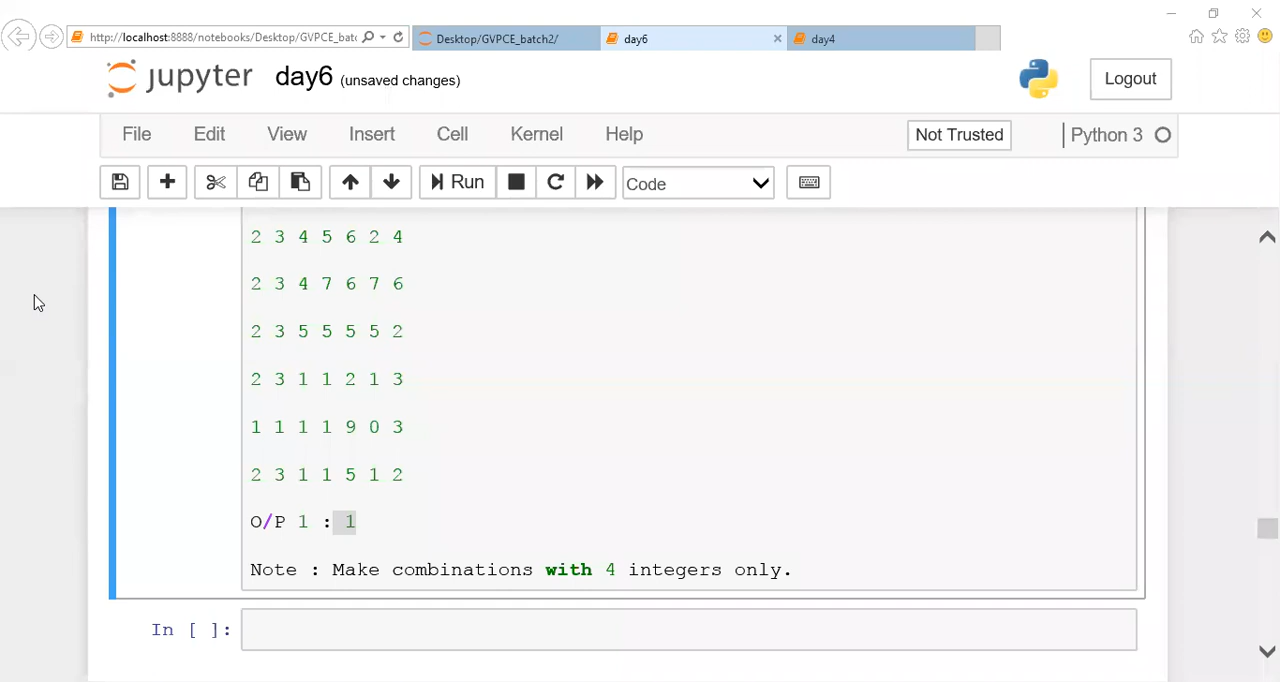 http://localhost:8888/notebooks/Desktop/GVPCE_batc
Desktop/GVPCE_batch2/
day6
day4
jupyter day6 (unsaved changes)
Logout
File Edit View Insert Cell Kernel Help
Not Trusted
Python 3
Run
Code
2 3 4 5 6 2 4
2 3 4 7 6 7 6
2 3 5 5 5 5 2
2 3 1 1 2 1 3
1 1 1 1 9 0 3
2 3 1 1 5 1 2
O/P 1 : 1
Note : Make combinations with 4 integers only.
In [ ]: